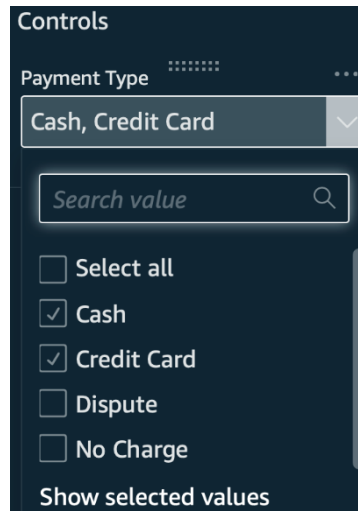 Controls
Payment Type
Cash, Credit Card
Search value
Select all
Cash
Credit Card
Dispute
No Charge
Show selected values